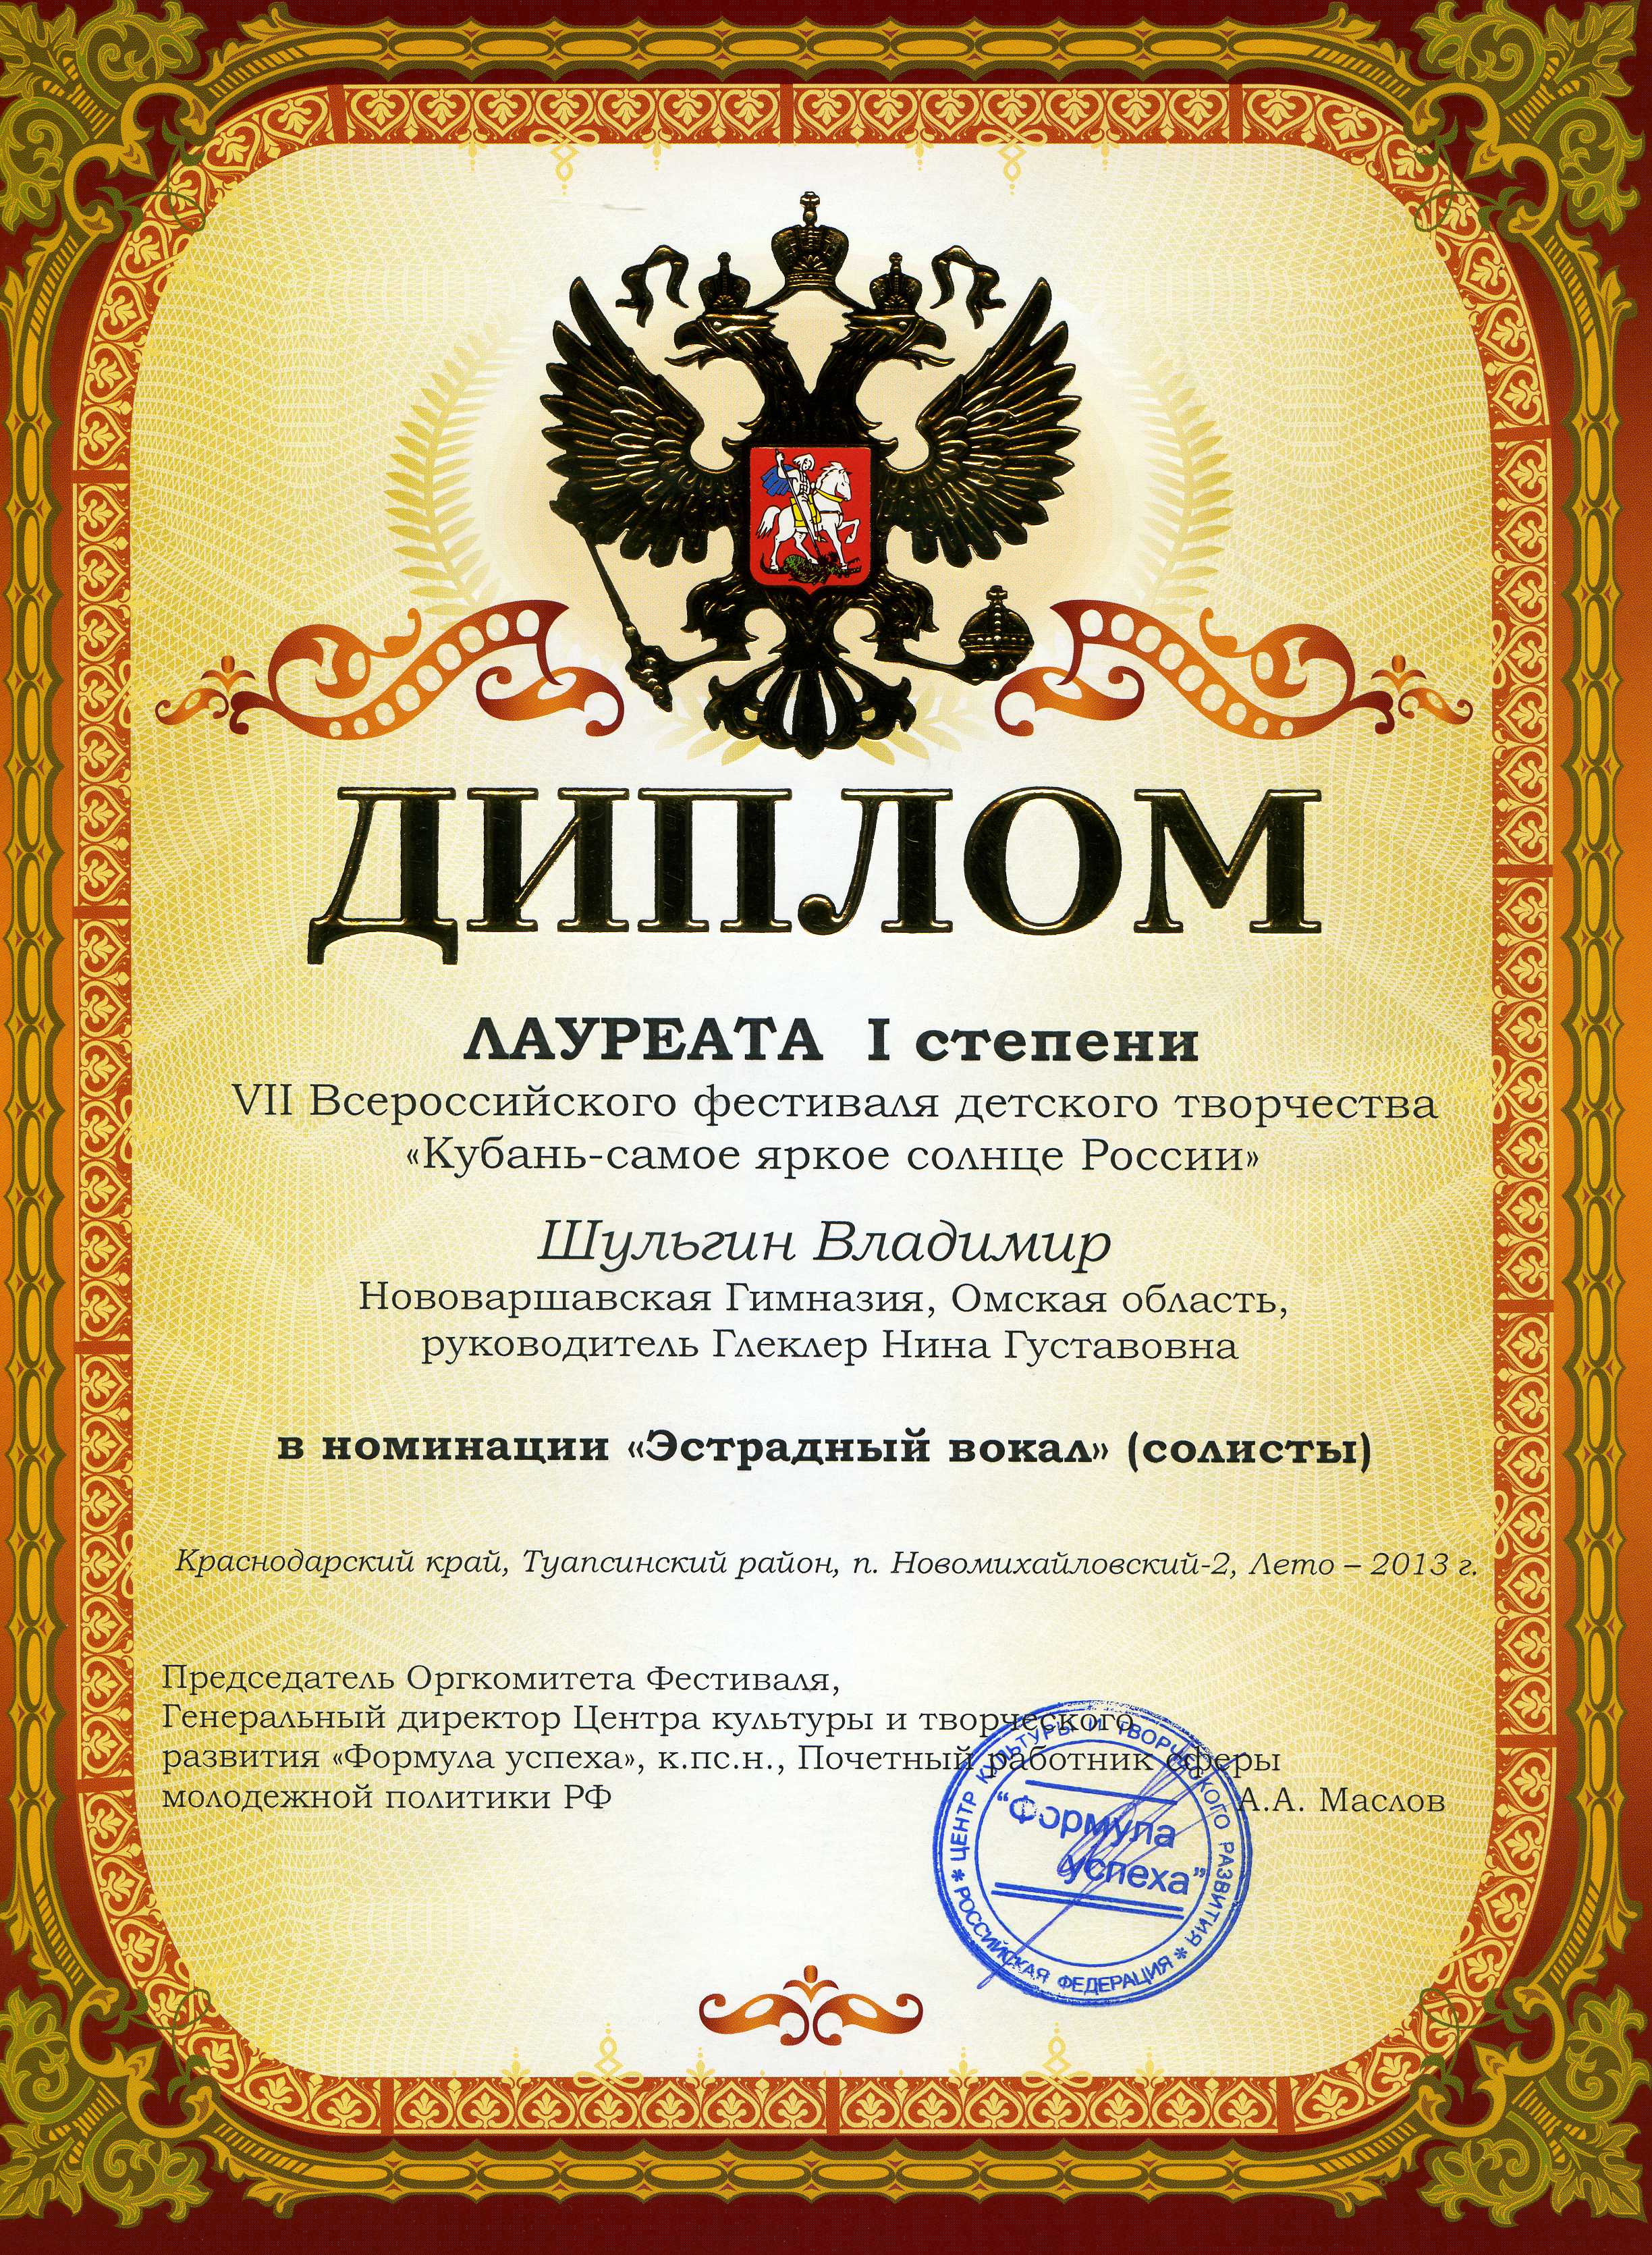 ДИПЛОМ
ЛАУРЕАТА I степени
VII Всероссийского фестиваля детского творчества
«Кубань-самое яркое солнце России»
Шульгин Владимир
Нововаршавская Гимназия, Омская область,
руководитель Глеклер Нина Густавовна
в номинации «Эстрадный вокал» (солисты)
Краснодарский край, Туапсинский район, п. Новомихайловский-2, Лето – 2013 г.
Председатель Оргкомитета Фестиваля,
Генеральный директор Центра культуры и творческого
развития «Формула успеха», к.пс.н., Почетный работник сферы
молодежной политики РФ А.А. Маслов
* ЦЕНТР КУЛЬТУРЫ И ТВОРЧЕСКОГО РАЗВИТИЯ *
РОССИЙСКАЯ ФЕДЕРАЦИЯ
“Формула
успеха”